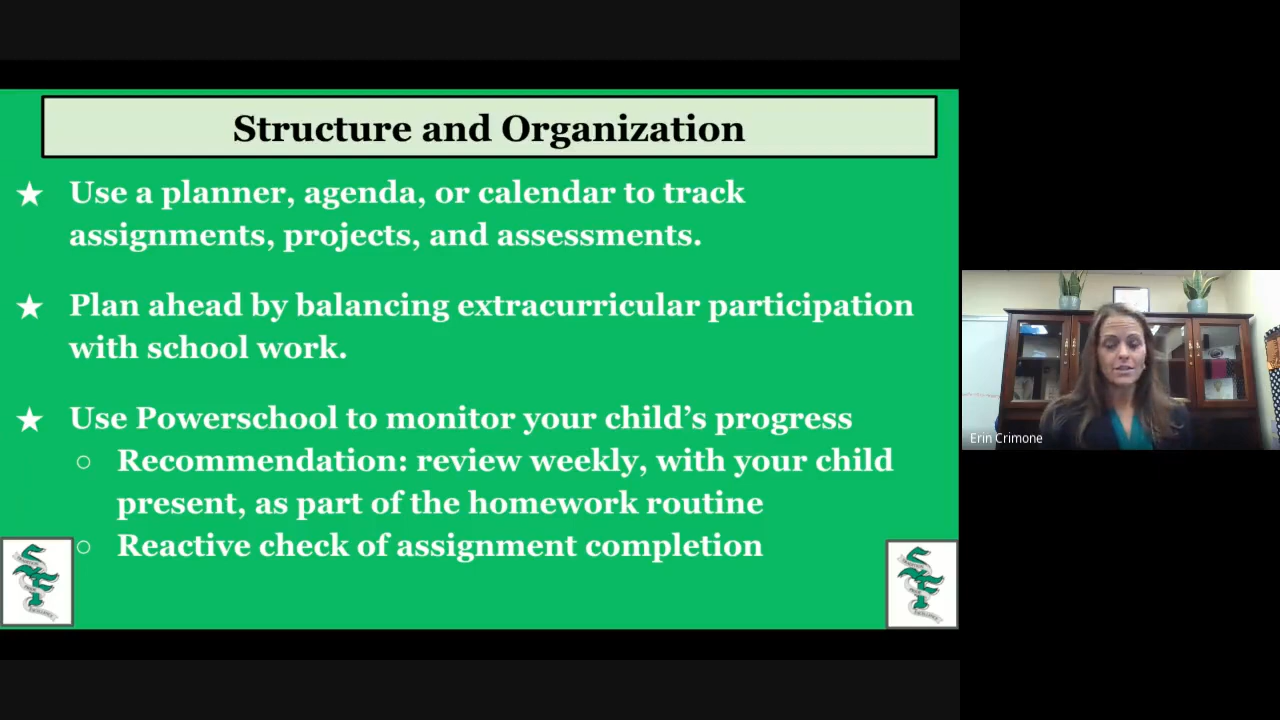 Structure and Organization
★ Use a planner, agenda, or calendar to track
assignments, projects, and assessments.
★ Plan ahead by balancing extracurricular participation
with school work.
★ Use Powerschool to monitor your child’s progress
○ Recommendation: review weekly, with your child
present, as part of the homework routine
○ Reactive check of assignment completion
Erin Crimone